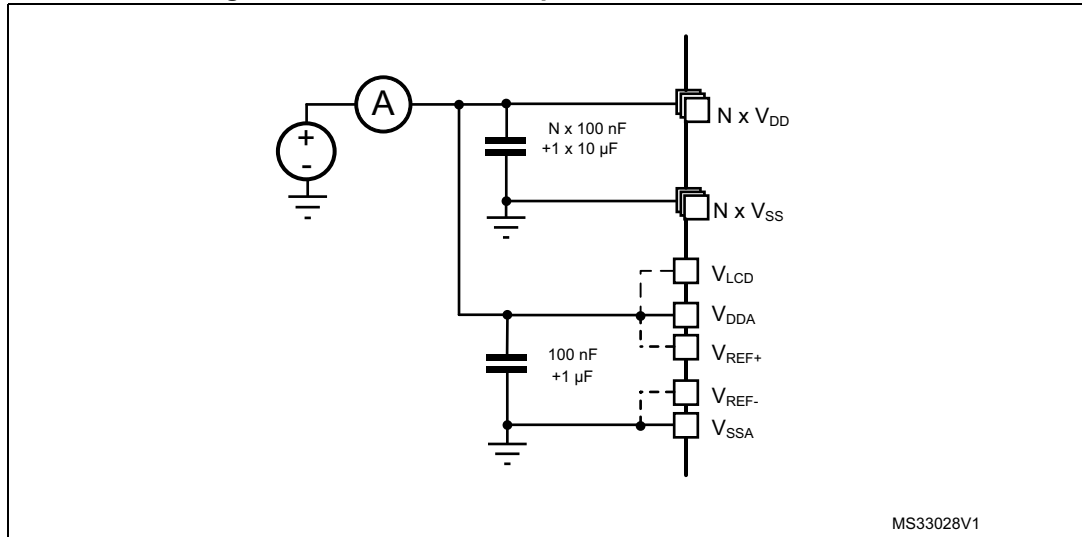 A
+
-
N x 100 nF
+1 x 10 µF
N x VDD
N x VSS
VLCD
VDDA
VREF+
100 nF
+1 µF
VREF-
VSSA
MS33028V1